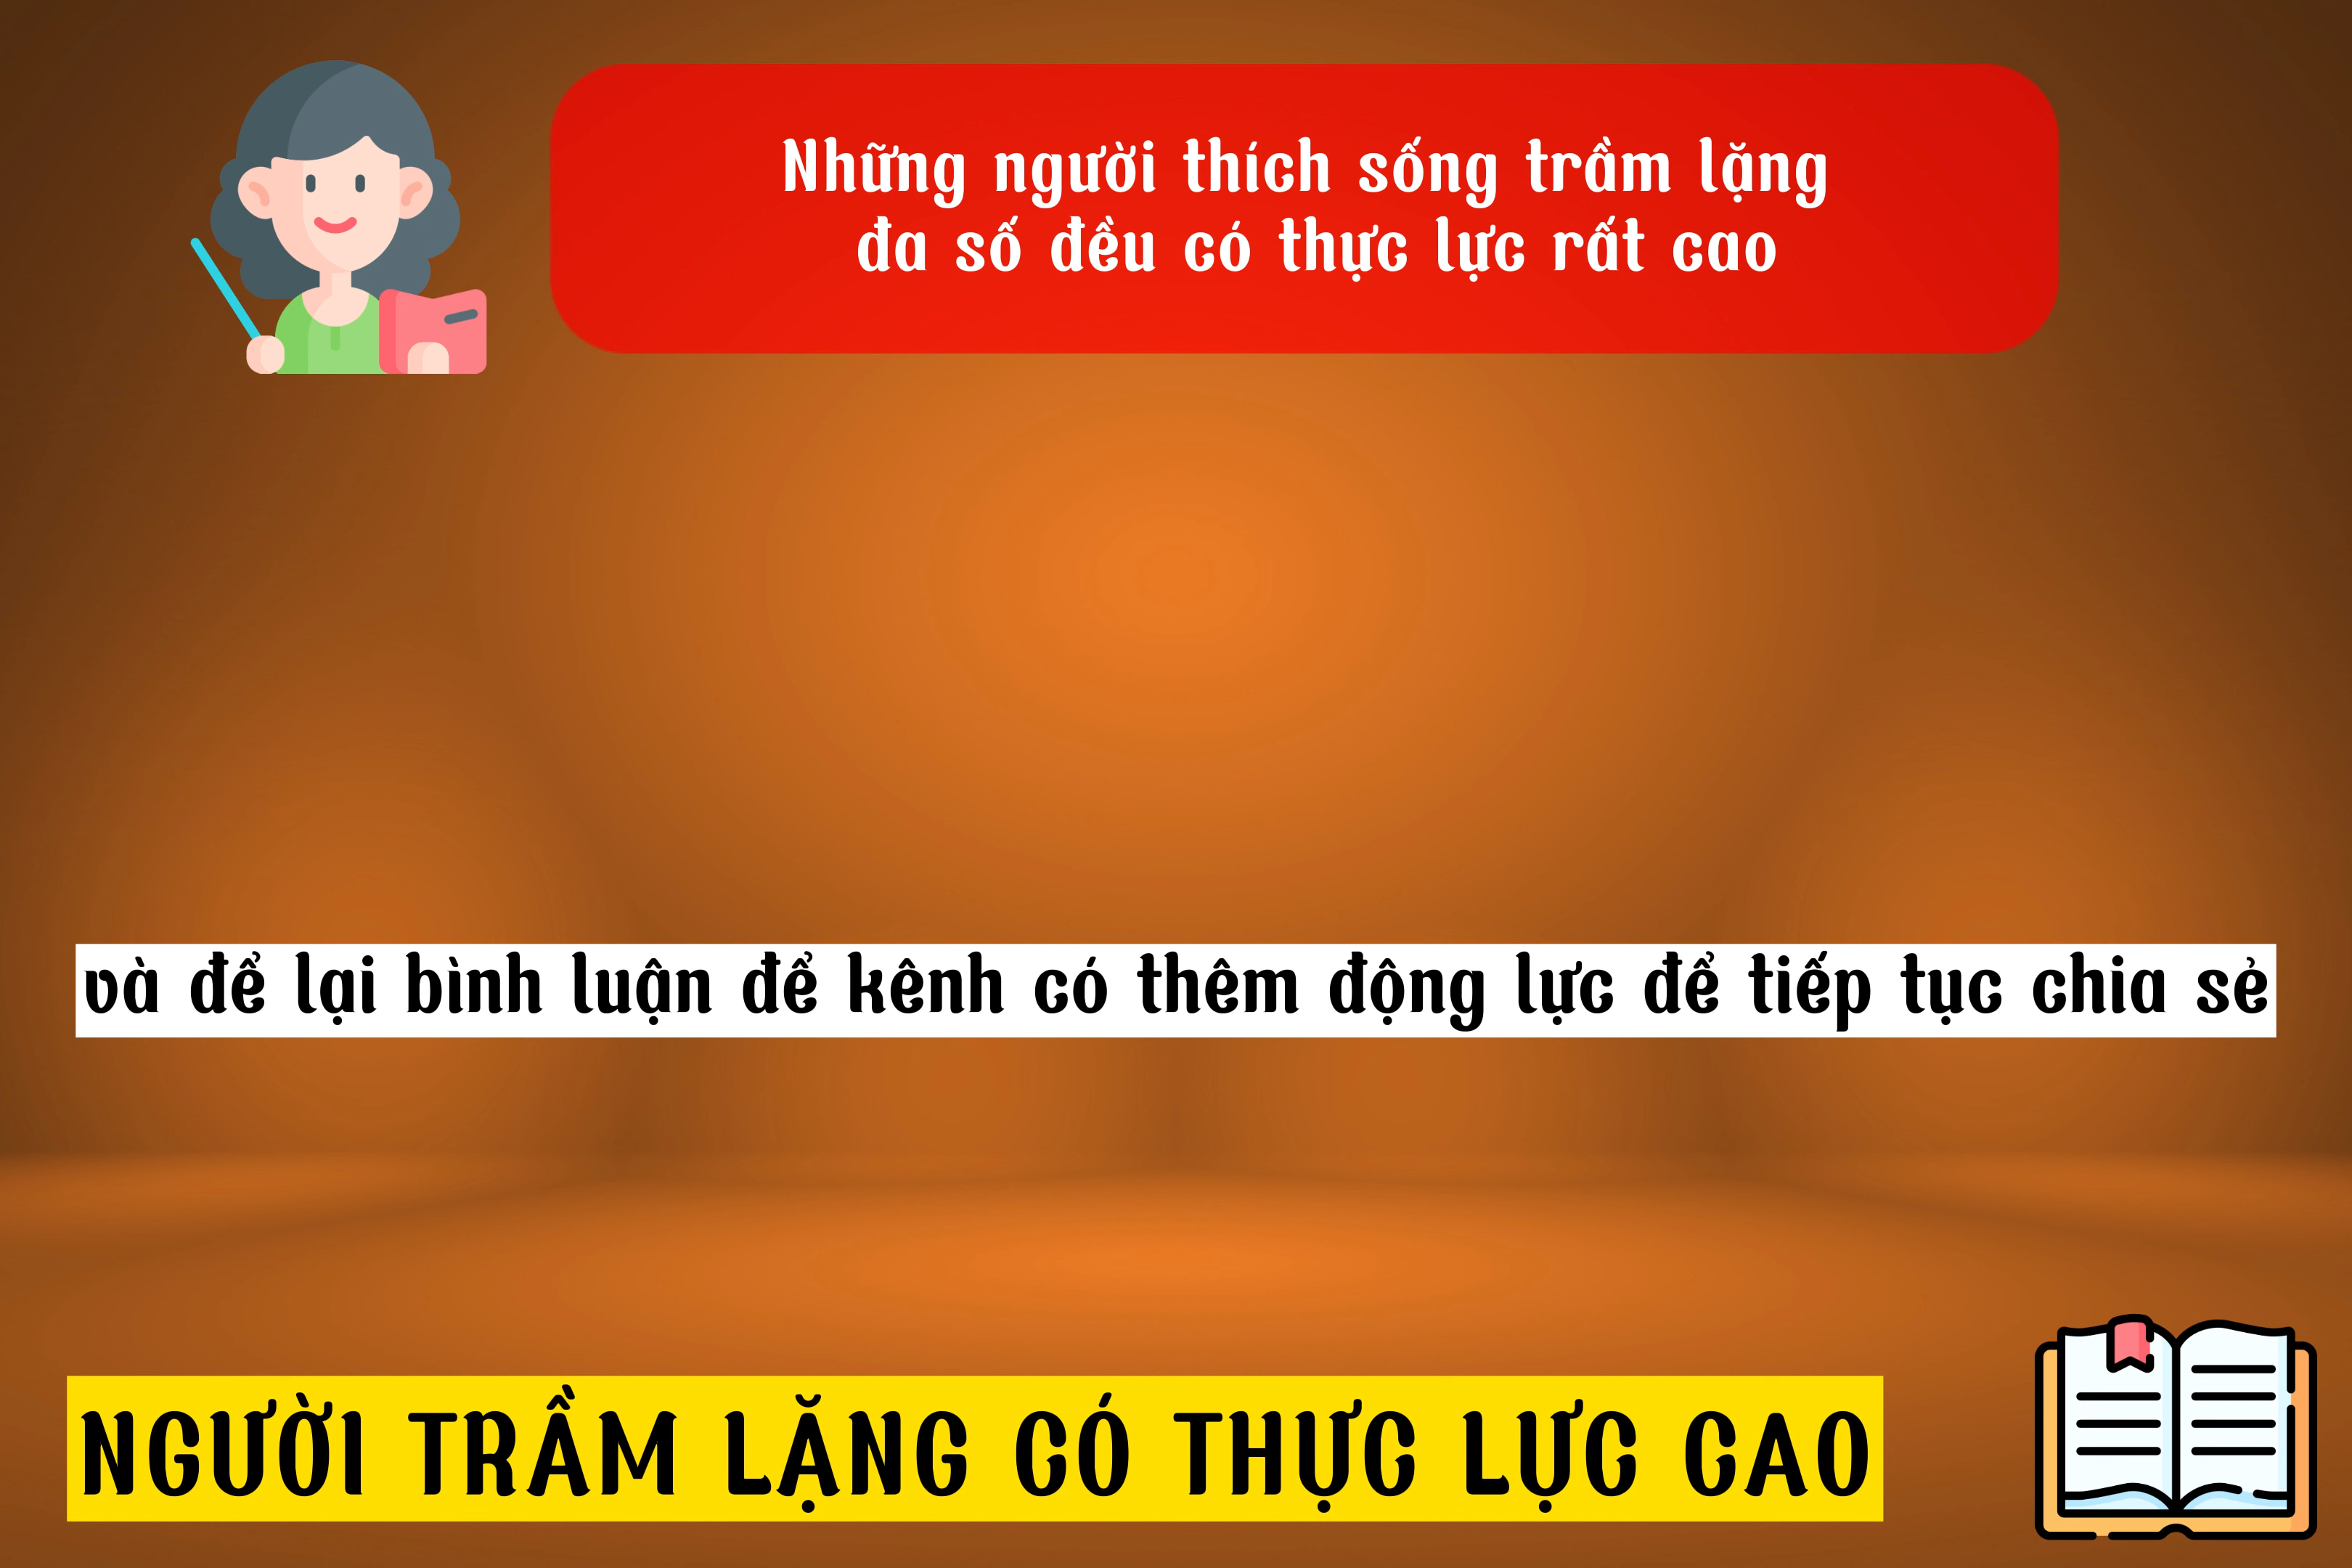 Những người thích sống trầm lặng
đa số đều có thực lực rất cao
và để lại bình luận để kênh có thêm động lực để tiếp tục chia sẻ
NGƯỜI TRẦM LẶNG CÓ THỰC LỰC CAO